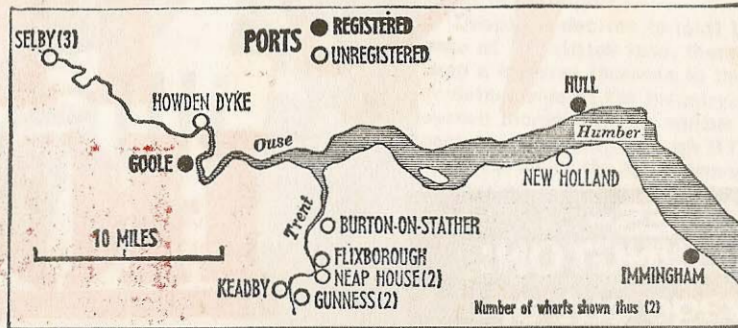 PORTS
REGISTERED
UNREGISTERED
SELBY (3)
HOWDEN DYKE
GOOLE
Ouse
HULL
Humber
NEW HOLLAND
Trent
BURTON-ON-STATHER
FLIXBOROUGH
NEAP HOUSE (2)
KEADBY
GUNNESS (2)
IMMINGHAM
10 MILES
Number of wharfs shown thus (2)